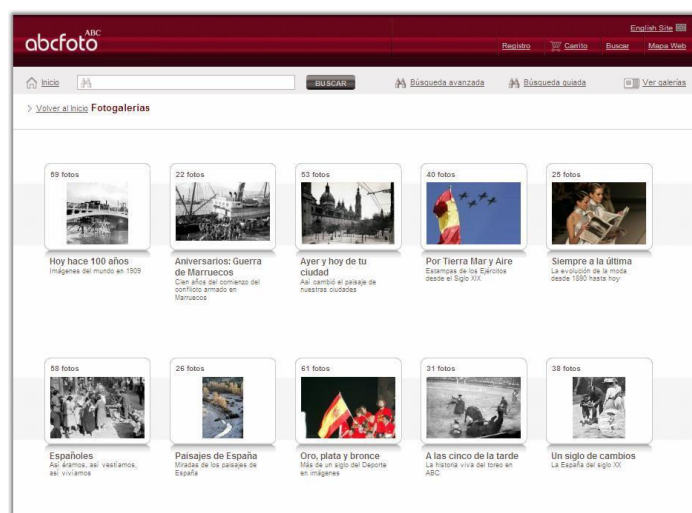 ABC
abcfoto
English Site
Registro
Carrito
Buscar
Mapa Web
Inicio
BUSCAR
Búsqueda avanzada
Búsqueda guiada
Ver galerías
> Volver al Inicio Fotogalerías
59 fotos
Hoy hace 100 años
Imágenes del mundo en 1909
22 fotos
Aniversarios: Guerra
de Marruecos
Cien años del comienzo del
conflicto armado en
Marruecos
53 fotos
Ayer y hoy de tu
ciudad
Así cambió el paisaje de
nuestras ciudades
40 fotos
Por Tierra Mar y Aire
Estampas de los Ejércitos
desde el Siglo XIX
25 fotos
Siempre a la última
La evolución de la moda
desde 1890 hasta hoy
58 fotos
Españoles
Así éramos, así vestíamos,
así vivíamos
26 fotos
Paisajes de España
Miradas de los paisajes de
España
61 fotos
Oro, plata y bronce
Más de un siglo del Deporte
en imágenes
31 fotos
A las cinco de la tarde
La historia viva del toreo en
ABC
38 fotos
Un siglo de cambios
La España del siglo XX